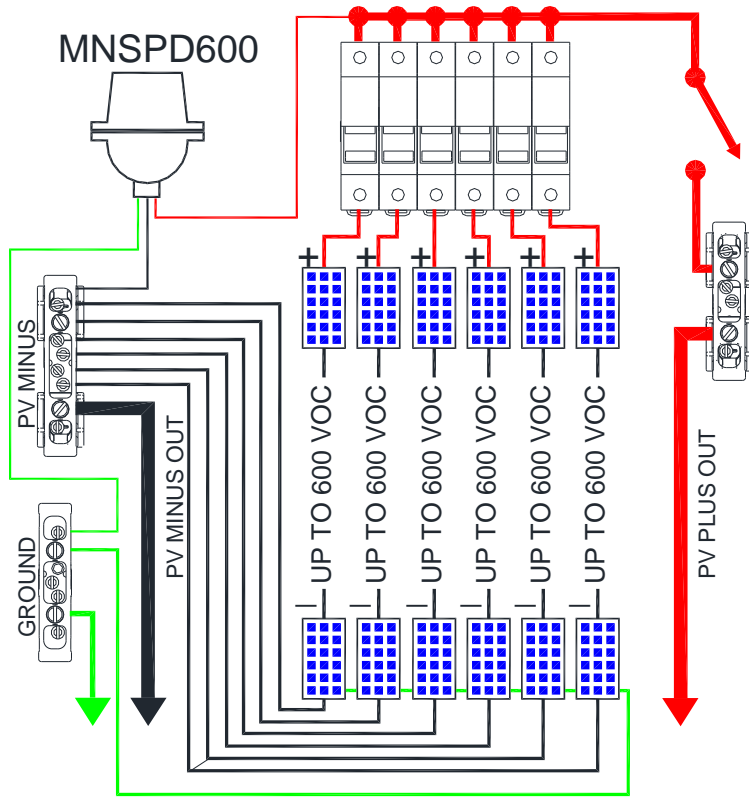 MNSPD600
+ + + + + +
PV MINUS
UP TO 600 VOC
UP TO 600 VOC
UP TO 600 VOC
UP TO 600 VOC
UP TO 600 VOC
UP TO 600 VOC
PV MINUS OUT
PV PLUS OUT
GROUND
— — — — — —